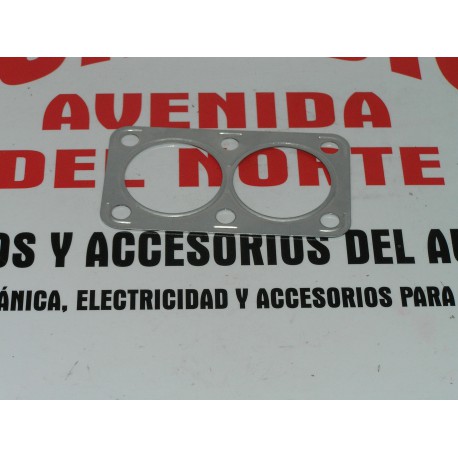 AVENIDA
DEL NORTE
OS Y ACCESORIOS DEL AU
ÁNICA, ELECTRICIDAD Y ACCESORIOS PARA